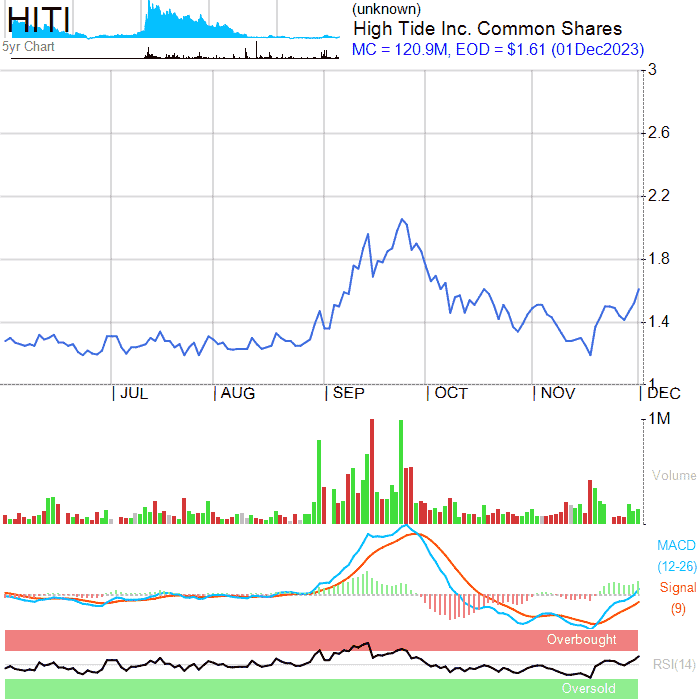 HITI
5yr Chart
(unknown)
High Tide Inc. Common Shares
MC = 120.9M, EOD = $1.61 (01Dec2023)
3
2.6
2.2
1.8
1.4
1
JUL AUG SEP OCT NOV DEC
1M
Volume
MACD
(12-26)
Signal
(9)
Overbought
RSI(14)
Oversold